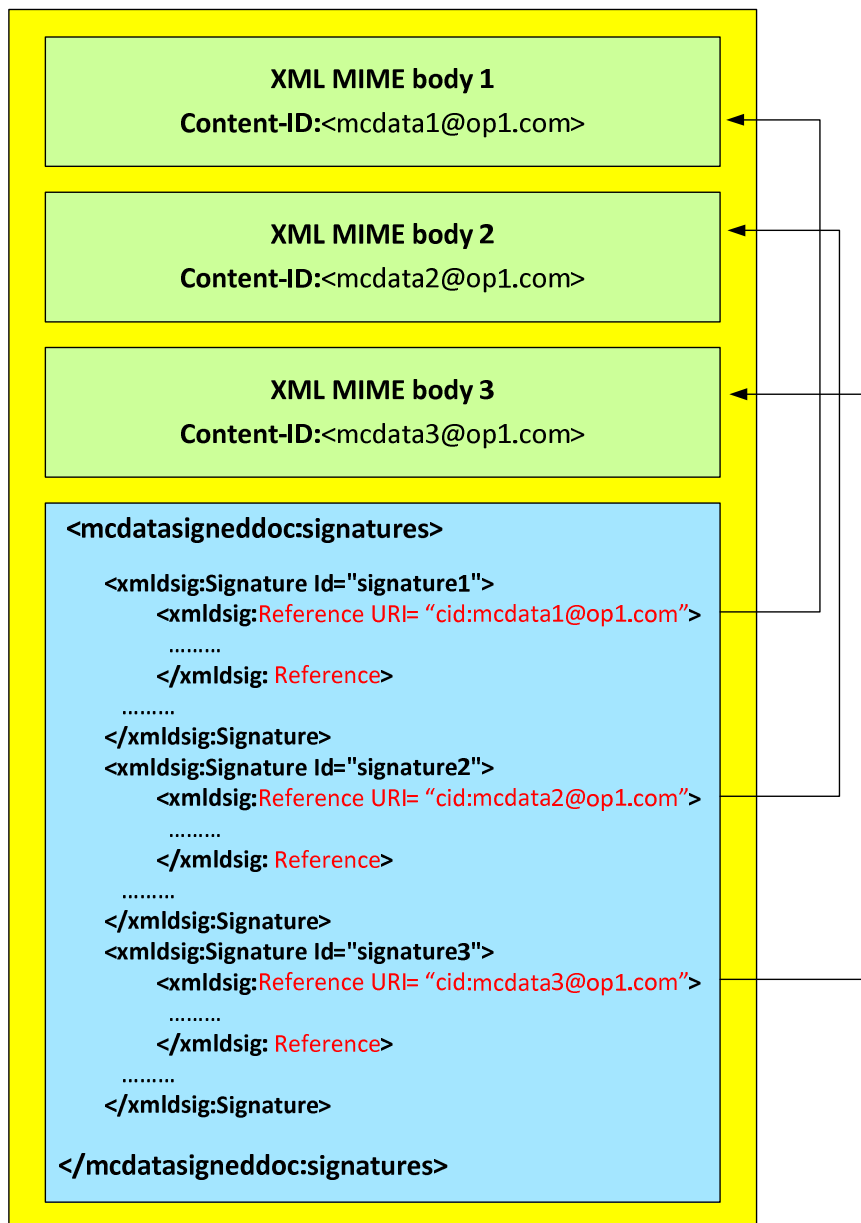 XML MIME body 1
Content-ID:<mcdata1@op1.com>
XML MIME body 2
Content-ID:<mcdata2@op1.com>
XML MIME body 3
Content-ID:<mcdata3@op1.com>
<mcdatasigneddoc:signatures>
<xmldsig:Signature Id="signature1">
<xmldsig:Reference URI= “cid:mcdata1@op1.com”>
.........
</xmldsig: Reference>
.........
</xmldsig:Signature>
<xmldsig:Signature Id="signature2">
<xmldsig:Reference URI= “cid:mcdata2@op1.com”>
.........
</xmldsig: Reference>
.........
</xmldsig:Signature>
<xmldsig:Signature Id="signature3">
<xmldsig:Reference URI= “cid:mcdata3@op1.com”>
.........
</xmldsig: Reference>
.........
</xmldsig:Signature>
</mcdatasigneddoc:signatures>